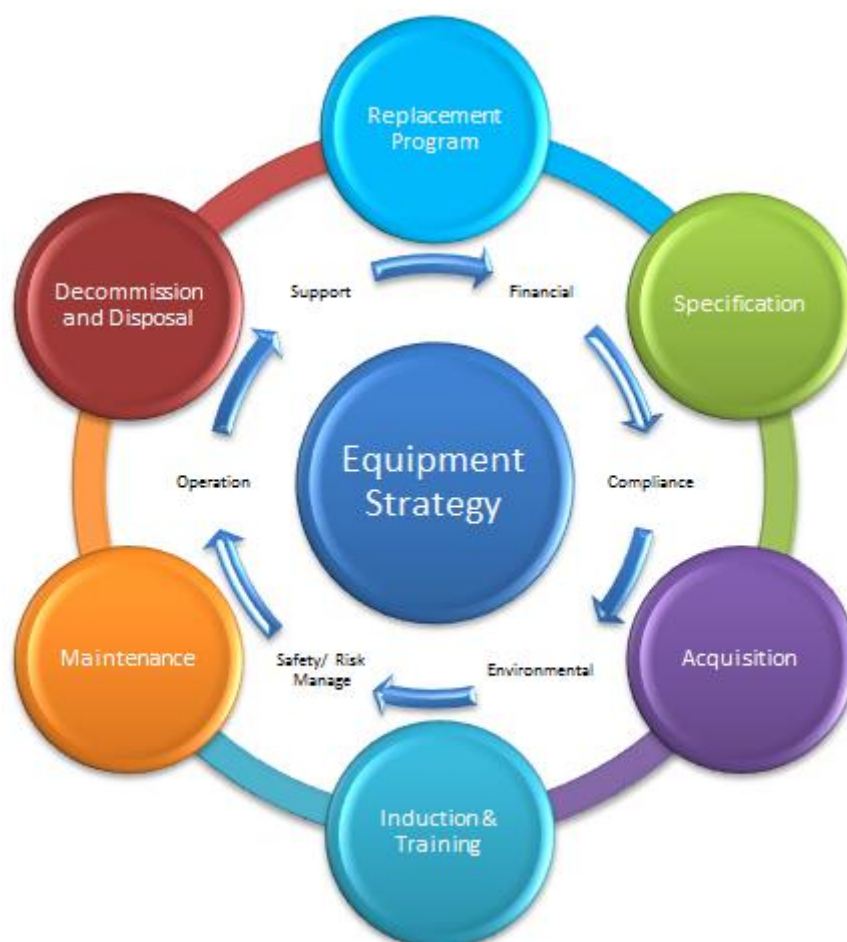 Replacement
Program
Decommission
and Disposal
Support
Financial
Specification
Equipment
Strategy
Operation
Compliance
Maintenance
Safety/ Risk
Manage
Environmental
Acquisition
Induction &
Training